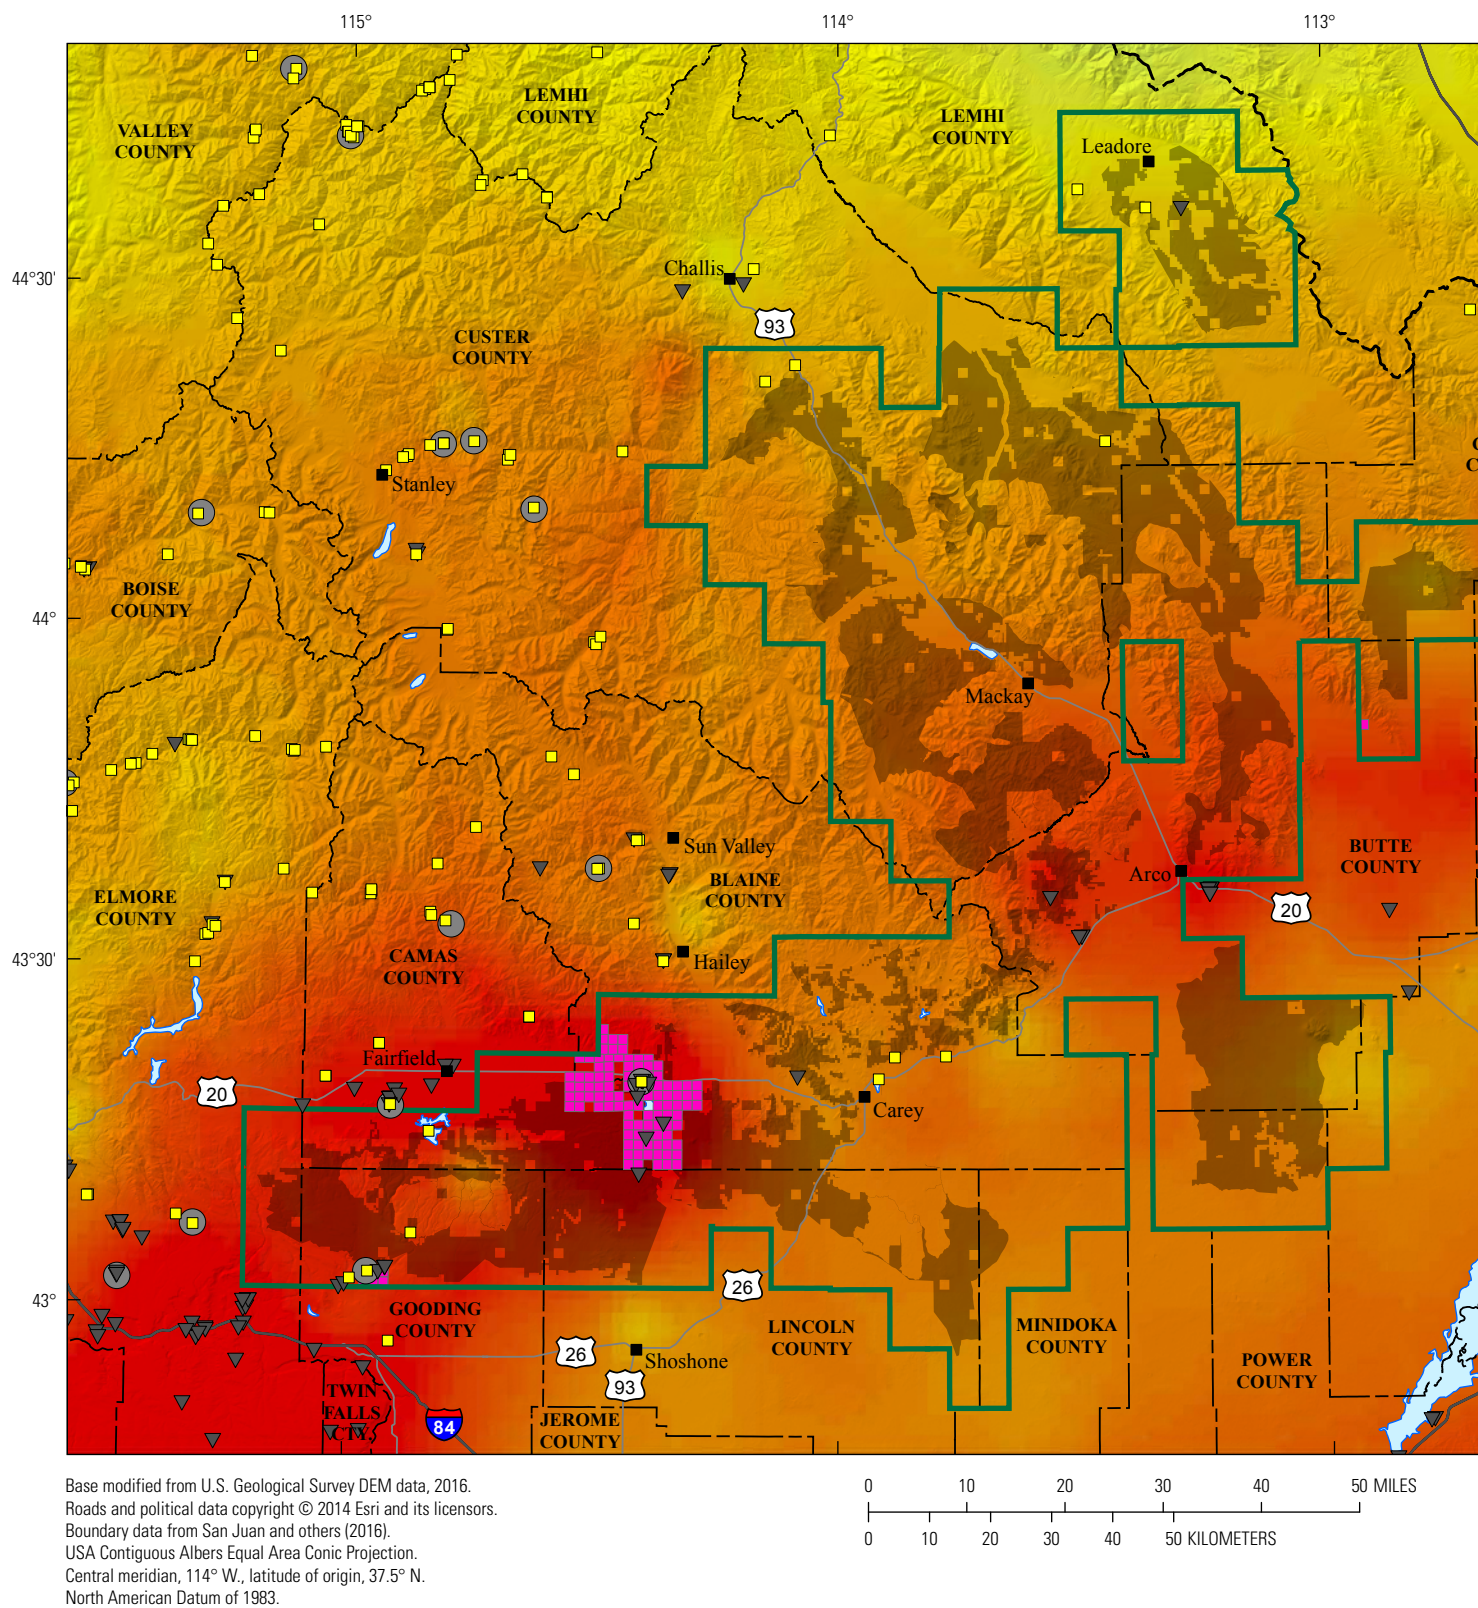 115°
114°
113°
LEMHI
COUNTY
LEMHI
COUNTY
VALLEY
COUNTY
Leadore
44°30'
Challis
93
CUSTER
COUNTY
C
C
Stanley
BOISE
COUNTY
44°
Mackay
Sun Valley
BUTTE
COUNTY
Arco
BLAINE
COUNTY
ELMORE
COUNTY
20
43°30'
CAMAS
COUNTY
Hailey
Fairfield
20
Carey
26
43°
GOODING
COUNTY
LINCOLN
COUNTY
MINIDOKA
COUNTY
26
Shoshone
POWER
COUNTY
93
TWIN
FALLS
CTY.
84
JEROME
COUNTY
Base modified from U.S. Geological Survey DEM data, 2016.
Roads and political data copyright © 2014 Esri and its licensors.
Boundary data from San Juan and others (2016).
USA Contiguous Albers Equal Area Conic Projection.
Central meridian, 114° W., latitude of origin, 37.5° N.
North American Datum of 1983.
0 10 20 30 40 50 MILES
0 10 20 30 40 50 KILOMETERS